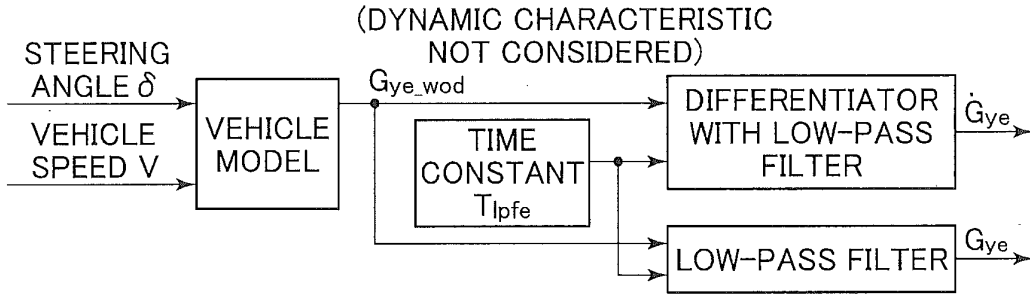 (DYNAMIC CHARACTERISTIC
NOT CONSIDERED)
STEERING
ANGLE δ
VEHICLE
SPEED V
VEHICLE
MODEL
Gye_wod
TIME
CONSTANT
Tlpfe
DIFFERENTIATOR
WITH LOW-PASS
FILTER
Ġye
LOW-PASS FILTER
Gye